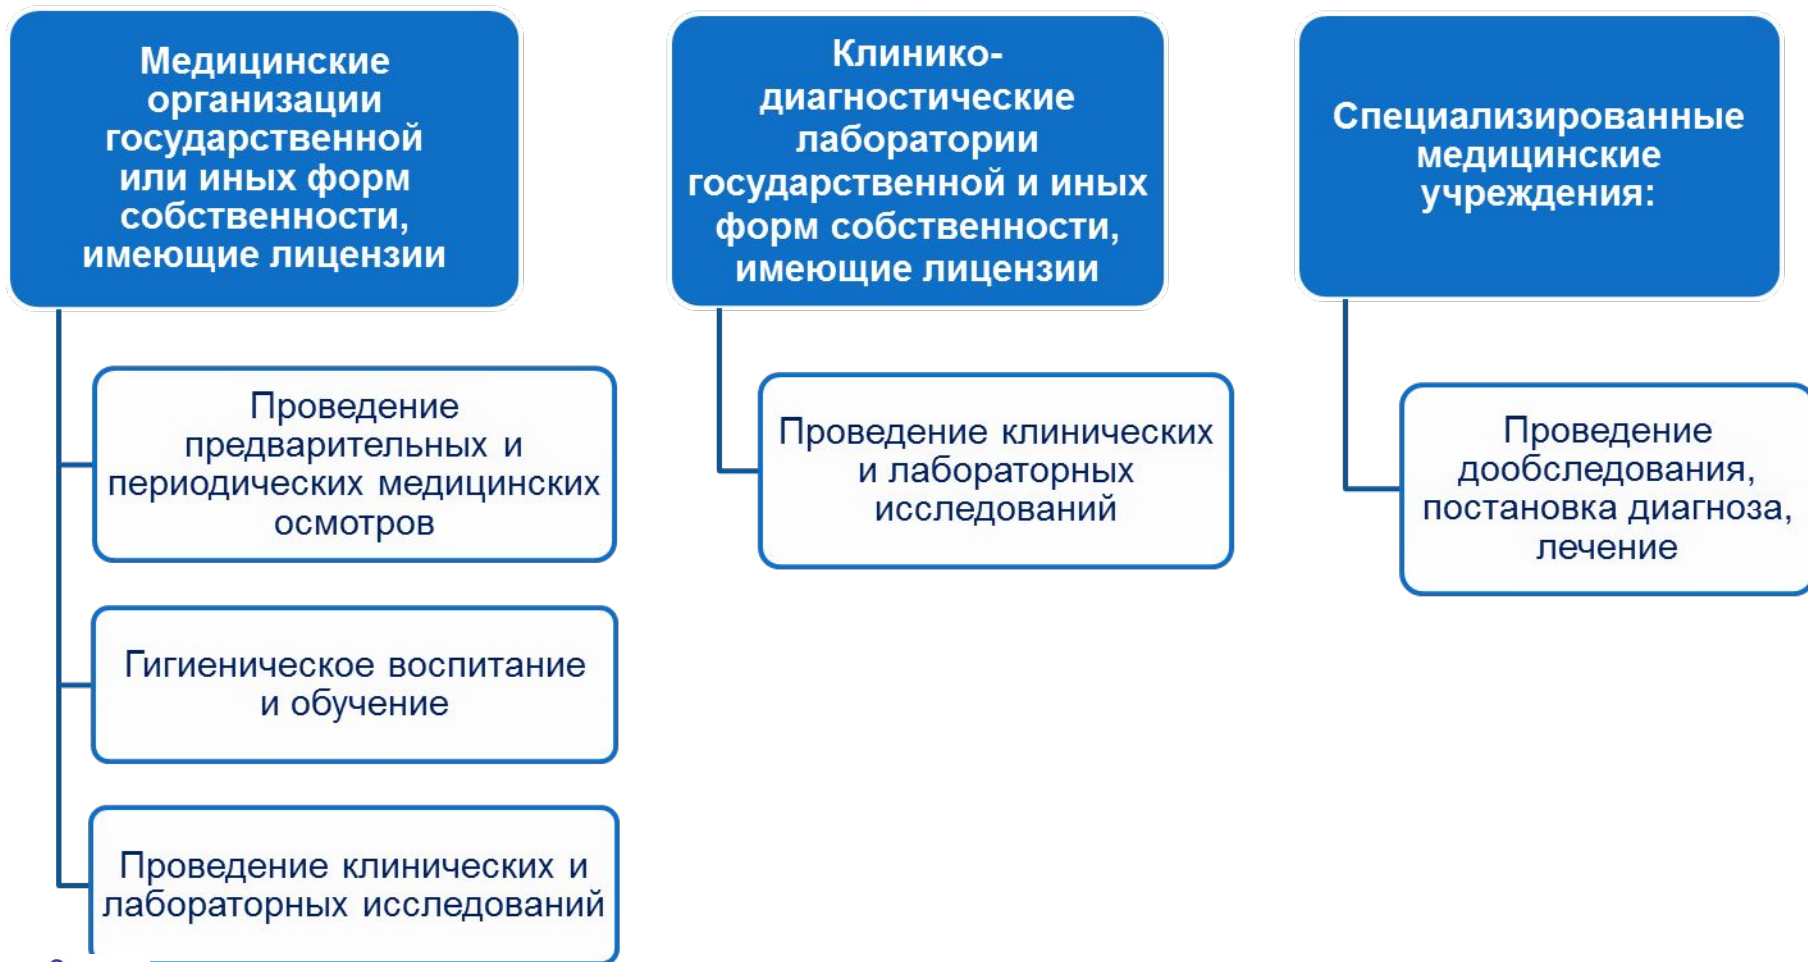 Медицинские
организации
государственной
или иных форм
собственности,
имеющие лицензии
Проведение
предварительных и
периодических медицинских
осмотров
Гигиеническое воспитание
и обучение
Проведение клинических и
лабораторных исследований
Клинико-
диагностические
лаборатории
государственной и иных
форм собственности,
имеющие лицензии
Проведение клинических
и лабораторных
исследований
Специализированные
медицинские
учреждения:
Проведение
дообследования,
постановка диагноза,
лечение